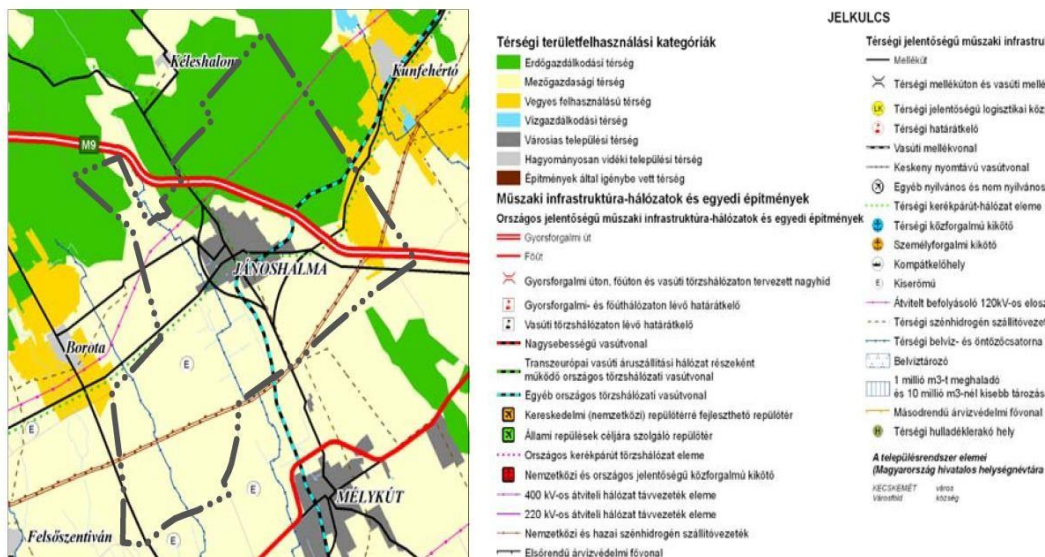 Kéleshalom
Kunfehértó
M9
JÁNOSHALMA
Borota
E
E
E
E
MÉLYKÚT
Felsőszentiván
JELKULCS
Térségi területfelhasználási kategóriák
Erdőgazdálkodási térség
Mezőgazdasági térség
Vegyes felhasználású térség
Vízgazdálkodási térség
Városias települési térség
Hagyományosan vidéki települési térség
Építmények által igénybe vett térség
Műszaki infrastruktúra-hálózatok és egyedi építmények
Országos jelentőségű műszaki infrastruktúra-hálózatok és egyedi építmények
Gyorsforgalmi út
Főút
Gyorsforgalmi úton, főúton és vasúti törzshálózaton tervezett nagyhíd
Gyorsforgalmi- és főúthálózaton lévő határátkelő
Vasúti törzshálózaton lévő határátkelő
Nagysebességű vasútvonal
Transzeurópai vasúti áruszállítási hálózat részeként
működő országos törzshálózati vasútvonal
Egyéb országos törzshálózati vasútvonal
Kereskedelmi (nemzetközi) repülőtérré fejleszthető repülőtér
Állami repülések céljára szolgáló repülőtér
Országos kerékpárút törzshálózat eleme
Nemzetközi és országos jelentőségű közforgalmú kikötő
400 kV-os átviteli hálózat távvezeték eleme
220 kV-os átviteli hálózat távvezeték eleme
Nemzetközi és hazai szénhidrogén szállítóvezeték
Elsőrendű árvízvédelmi fővonal
Térségi jelentőségű műszaki infrastru
Mellékút
Térségi mellékúton és vasúti mellé
LK Térségi jelentőségű logisztikai köz
Térségi határátkelő
Vasúti mellékvonal
Keskeny nyomtávú vasútvonal
Egyéb nyilvános és nem nyilvános
Térségi kerékpárút-hálózat eleme
Térségi közforgalmú kikötő
Személyforgalmi kikötő
Kompátkelőhely
E Kiserőmű
Átvitelt befolyásoló 120kV-os elosz
Térségi szénhidrogén szállítóvezet
Térségi belvíz- és öntözőcsatorna
Belvíztározó
1 millió m3-t meghaladó
és 10 millió m3-nél kisebb tározás
Másodrendű árvízvédelmi fővonal
H Térségi hulladéklerakó hely
A településrendszer elemei
(Magyarország hivatalos helységnévtára
KECSKEMÉT város
Városföld község